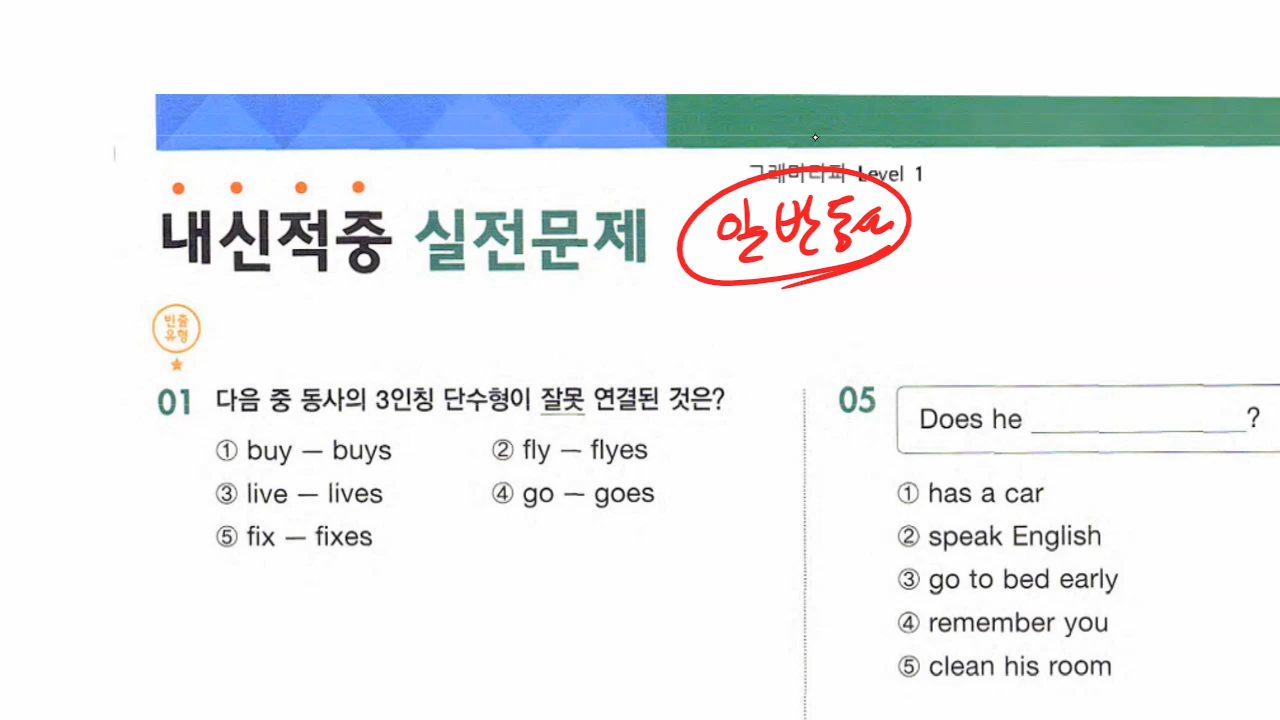 그래머타파 Level 1
내신적중 실전문제
일반동사
빈출
유형
01 다음 중 동사의 3인칭 단수형이 잘못 연결된 것은?
① buy – buys ② fly – flyes
③ live – lives ④ go – goes
⑤ fix – fixes
05 Does he ________________?
① has a car
② speak English
③ go to bed early
④ remember you
⑤ clean his room